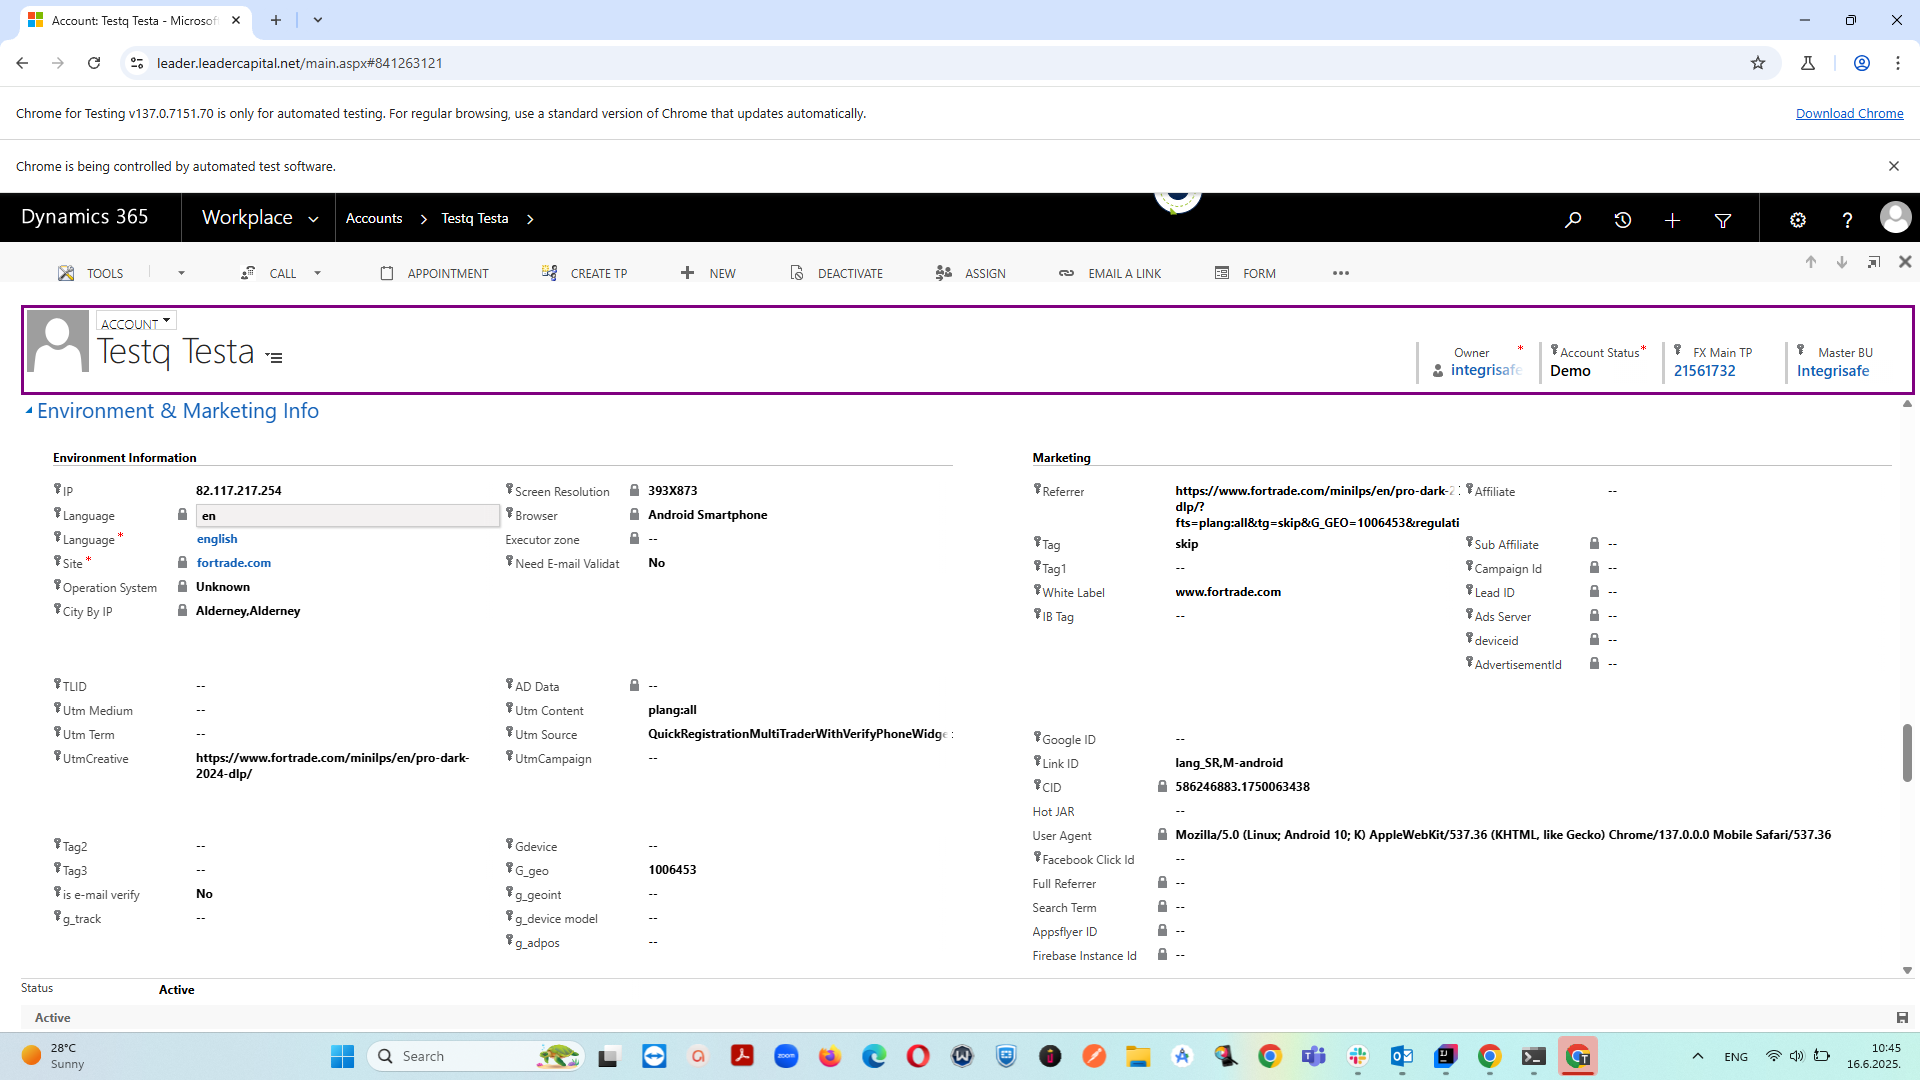 Account: Testq Testa - Microsof
leader.leadercapital.net/main.aspx#841263121
Chrome for Testing v137.0.7151.70 is only for automated testing. For regular browsing, use a standard version of Chrome that updates automatically.
Download Chrome
Chrome is being controlled by automated test software.
Dynamics 365
Workplace
Accounts
Testq Testa
TOOLS
CALL
APPOINTMENT
CREATE TP
NEW
DEACTIVATE
ASSIGN
EMAIL A LINK
FORM
ACCOUNT
Testq Testa
Owner *
integrisafe
Account Status *
Demo
FX Main TP
21561732
Master BU
Integrisafe
Environment & Marketing Info
Environment Information
IP 82.117.217.254
Language en
Language * english
Site * fortrade.com
Operation System Unknown
City By IP Alderney,Alderney
Screen Resolution 393X873
Browser Android Smartphone
Executor zone --
Need E-mail Validat No
TLID --
Utm Medium --
Utm Term --
UtmCreative https://www.fortrade.com/minilps/en/pro-dark-
2024-dlp/
AD Data --
Utm Content plang:all
Utm Source QuickRegistrationMultiTraderWithVerifyPhoneWidge
UtmCampaign --
Tag2 --
Tag3 --
is e-mail verify No
g_track --
Gdevice --
G_geo 1006453
g_geoint --
g_device model --
g_adpos --
Marketing
Referrer https://www.fortrade.com/minilps/en/pro-dark-2
dlp/?
fts=plang:all&tg=skip&G_GEO=1006453&regulati
Tag skip
Tag1 --
White Label www.fortrade.com
IB Tag --
Affiliate --
Sub Affiliate --
Campaign Id --
Lead ID --
Ads Server --
deviceid --
AdvertisementId --
Google ID --
Link ID lang_SR,M-android
CID 586246883.1750063438
Hot JAR --
User Agent Mozilla/5.0 (Linux; Android 10; K) AppleWebKit/537.36 (KHTML, like Gecko) Chrome/137.0.0.0 Mobile Safari/537.36
Facebook Click Id --
Full Referrer --
Search Term --
Appsflyer ID --
Firebase Instance Id --
Status Active
Active
28°C
Sunny
Search
zoom
ENG
10:45
16.6.2025.